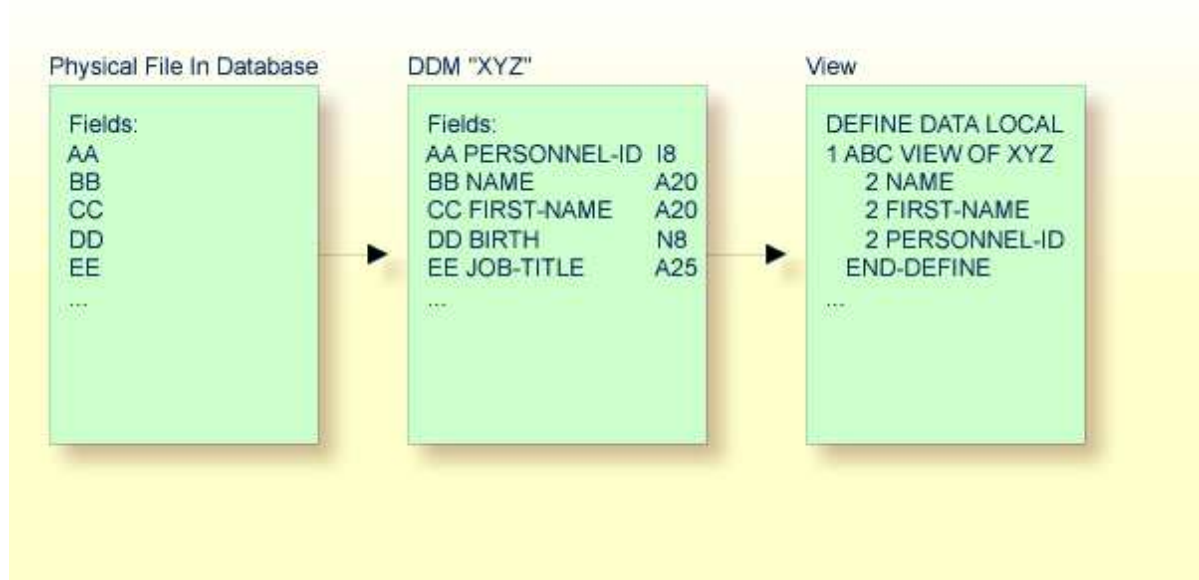 Physical File In Database
Fields:
AA
BB
CC
DD
EE
...
DDM "XYZ"
Fields:
AA PERSONNEL-ID I8
BB NAME A20
CC FIRST-NAME A20
DD BIRTH N8
EE JOB-TITLE A25
...
View
DEFINE DATA LOCAL
1 ABC VIEW OF XYZ
2 NAME
2 FIRST-NAME
2 PERSONNEL-ID
END-DEFINE
...